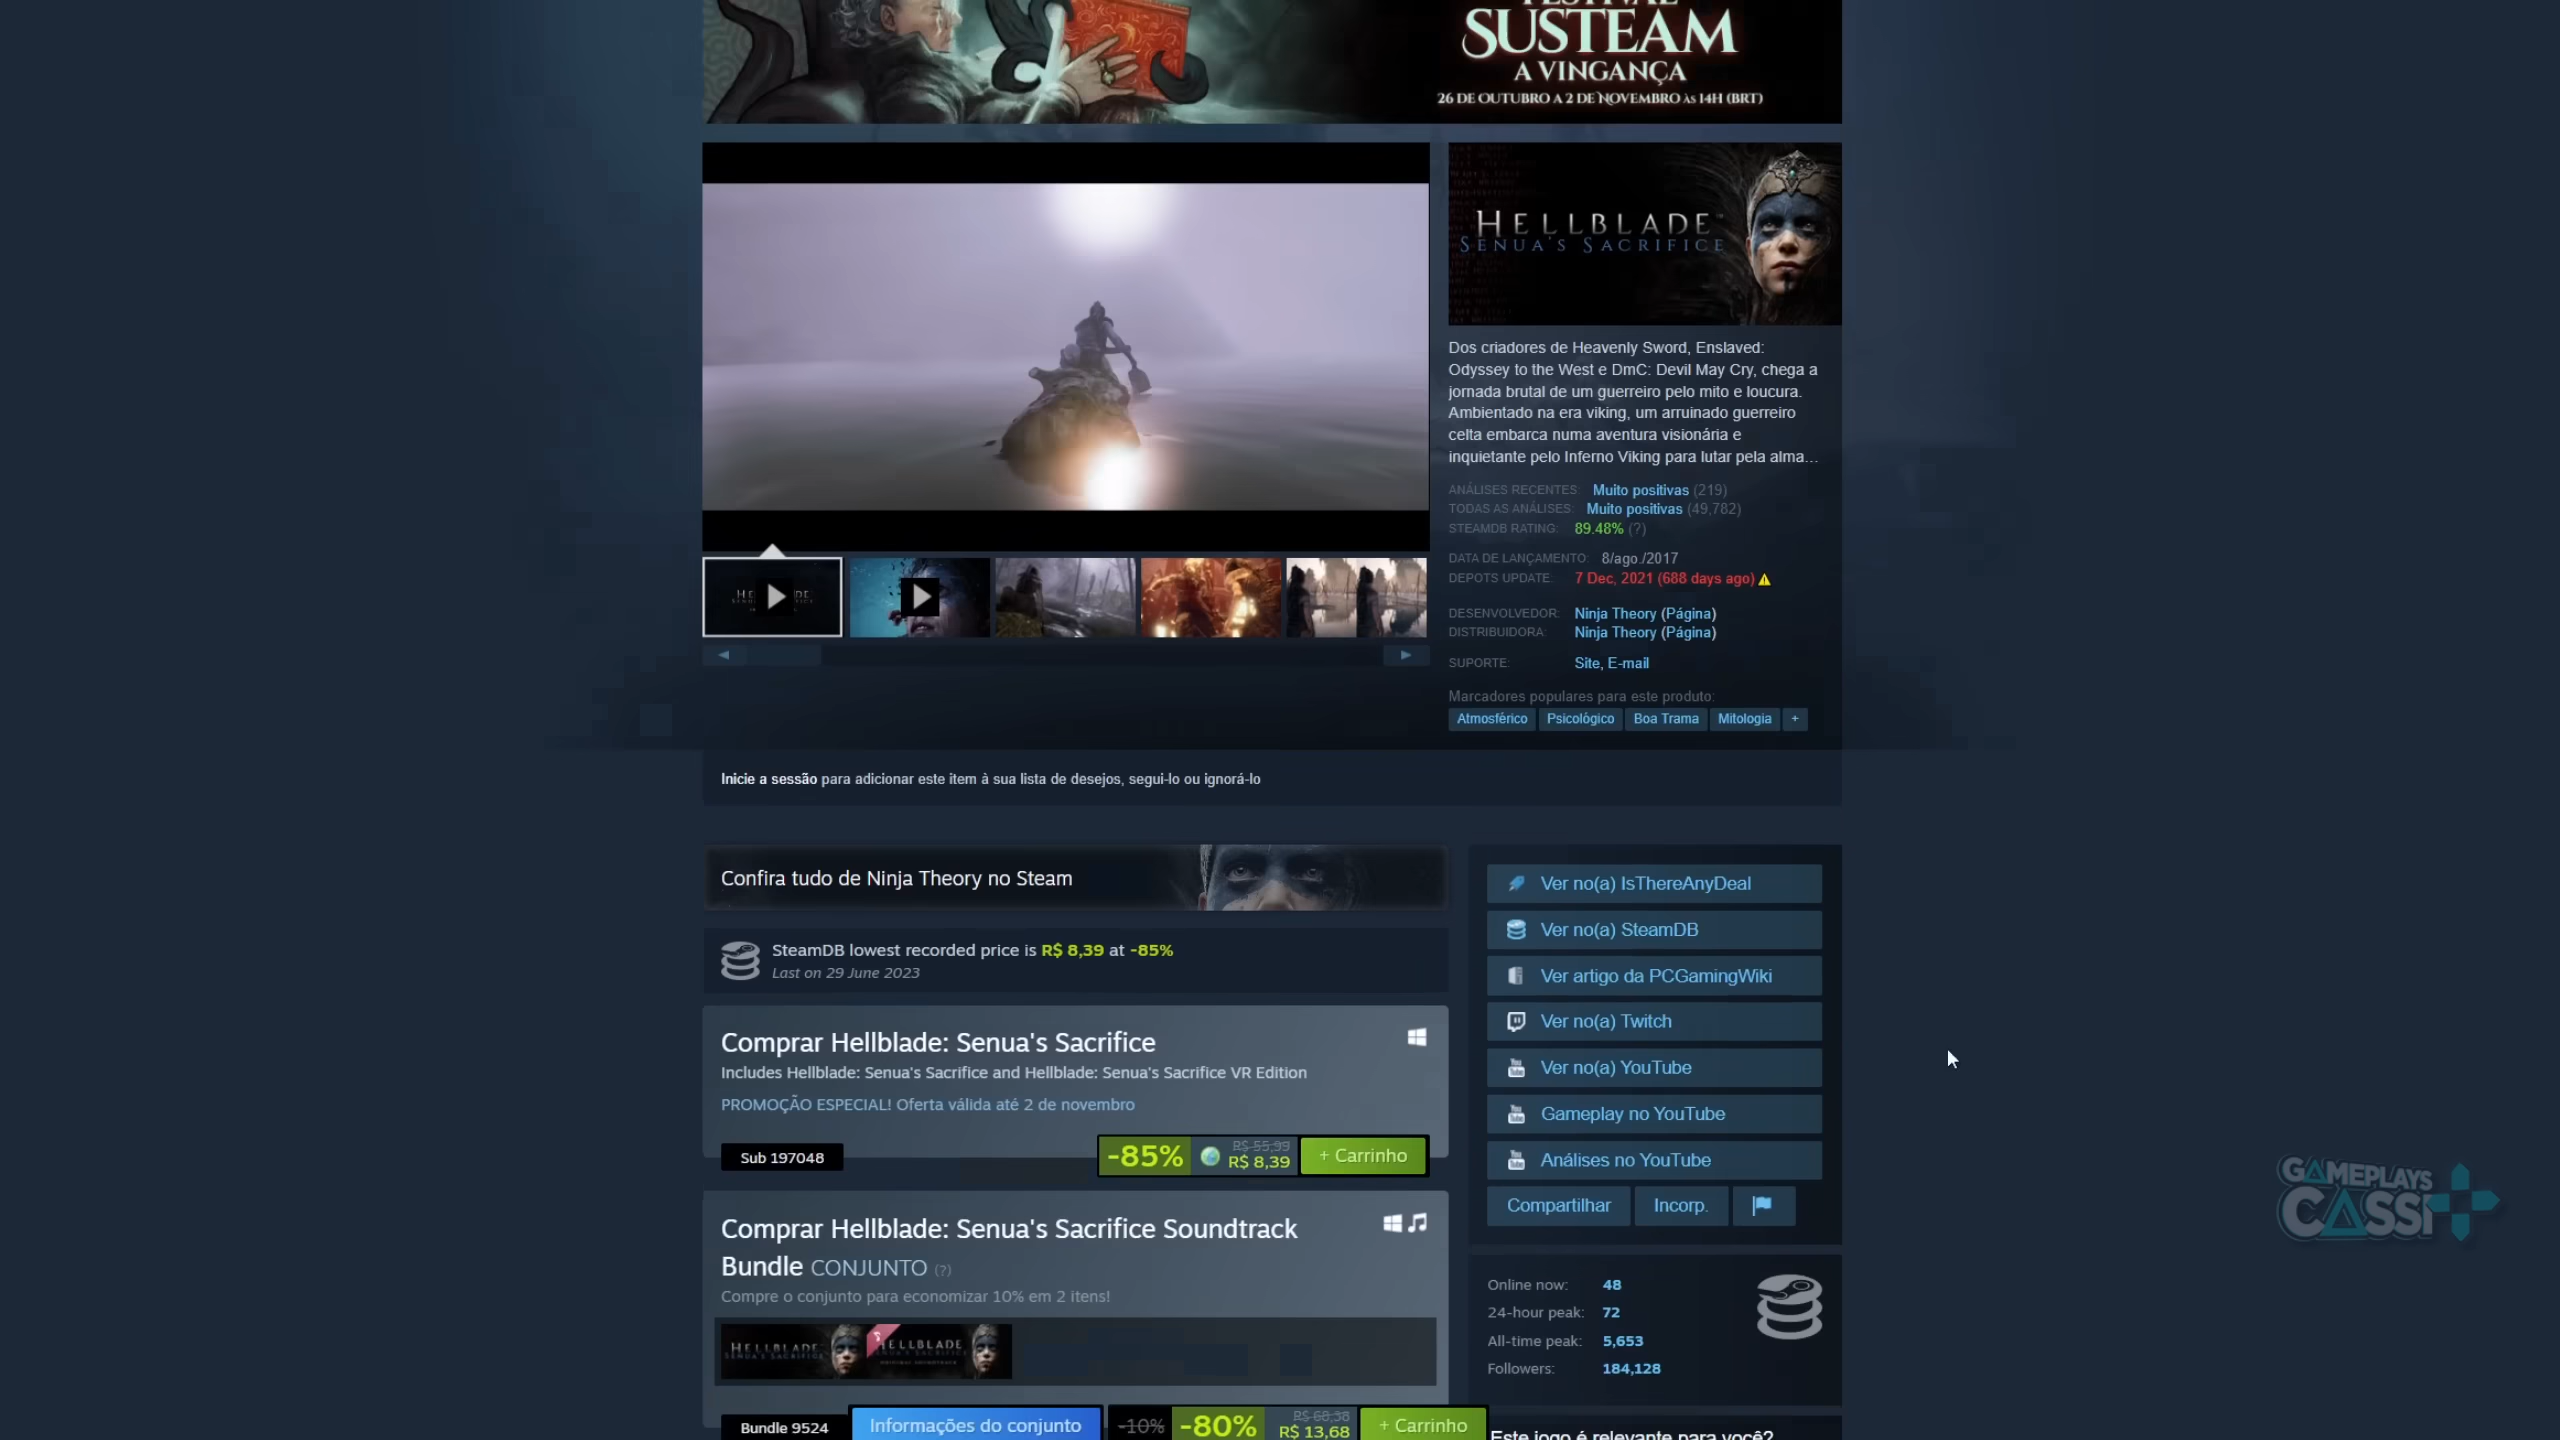 FESTIVAL
SUSTEAM
A VINGANÇA
26 DE OUTUBRO A 2 DE NOVEMBRO ÀS 14H (BRT)
HELLBLADE™
SENUA'S SACRIFICE
Dos criadores de Heavenly Sword, Enslaved:
Odyssey to the West e DmC: Devil May Cry, chega a
jornada brutal de um guerreiro pelo mito e loucura.
Ambientado na era viking, um arruinado guerreiro
celta embarca numa aventura visionária e
inquietante pelo Inferno Viking para lutar pela alma...
ANÁLISES RECENTES: Muito positivas (219)
TODAS AS ANÁLISES: Muito positivas (49,782)
STEAMDB RATING: 89.48% (?)
DATA DE LANÇAMENTO: 8/ago./2017
DEPOTS UPDATE: 7 Dec, 2021 (688 days ago)
DESENVOLVEDOR: Ninja Theory (Página)
DISTRIBUIDORA: Ninja Theory (Página)
SUPORTE: Site, E-mail
Marcadores populares para este produto:
Atmosférico Psicológico Boa Trama Mitologia +
Inicie a sessão para adicionar este item à sua lista de desejos, segui-lo ou ignorá-lo
Confira tudo de Ninja Theory no Steam
SteamDB lowest recorded price is R$ 8,39 at -85%
Last on 29 June 2023
Comprar Hellblade: Senua's Sacrifice
Includes Hellblade: Senua's Sacrifice and Hellblade: Senua's Sacrifice VR Edition
PROMOÇÃO ESPECIAL! Oferta válida até 2 de novembro
Sub 197048
-85%
R$ 55,99
R$ 8,39
+ Carrinho
Comprar Hellblade: Senua's Sacrifice Soundtrack
Bundle CONJUNTO (?)
Compre o conjunto para economizar 10% em 2 itens!
HELLBLADE
SENUA'S SACRIFICE
HELLBLADE
Bundle 9524
Informações do conjunto
-10%
-80%
R$ 68,38
R$ 13,68
+ Carrinho
Ver no(a) IsThereAnyDeal
Ver no(a) SteamDB
Ver artigo da PCGamingWiki
Ver no(a) Twitch
Ver no(a) YouTube
Gameplay no YouTube
Análises no YouTube
Compartilhar Incorp.
Online now: 48
24-hour peak: 72
All-time peak: 5,653
Followers: 184,128
Este jogo é relevante para você?
GAMEPLAYS
CASSI